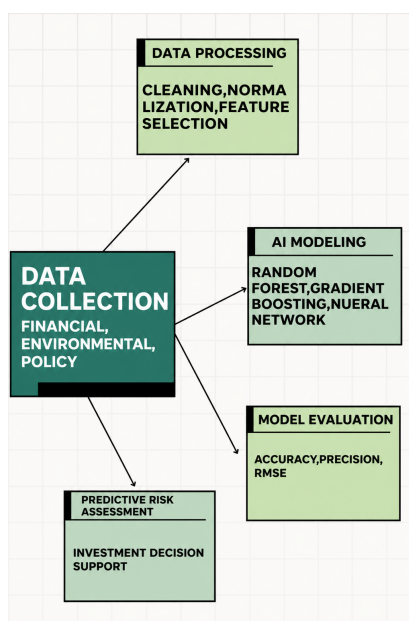 DATA PROCESSING
CLEANING,NORMA
LIZATION,FEATURE
SELECTION
DATA
COLLECTION
FINANCIAL,
ENVIRONMENTAL,
POLICY
AI MODELING
RANDOM
FOREST,GRADIENT
BOOSTING,NUERAL
NETWORK
MODEL EVALUATION
ACCURACY,PRECISION,
RMSE
PREDICTIVE RISK
ASSESSMENT
INVESTMENT DECISION
SUPPORT